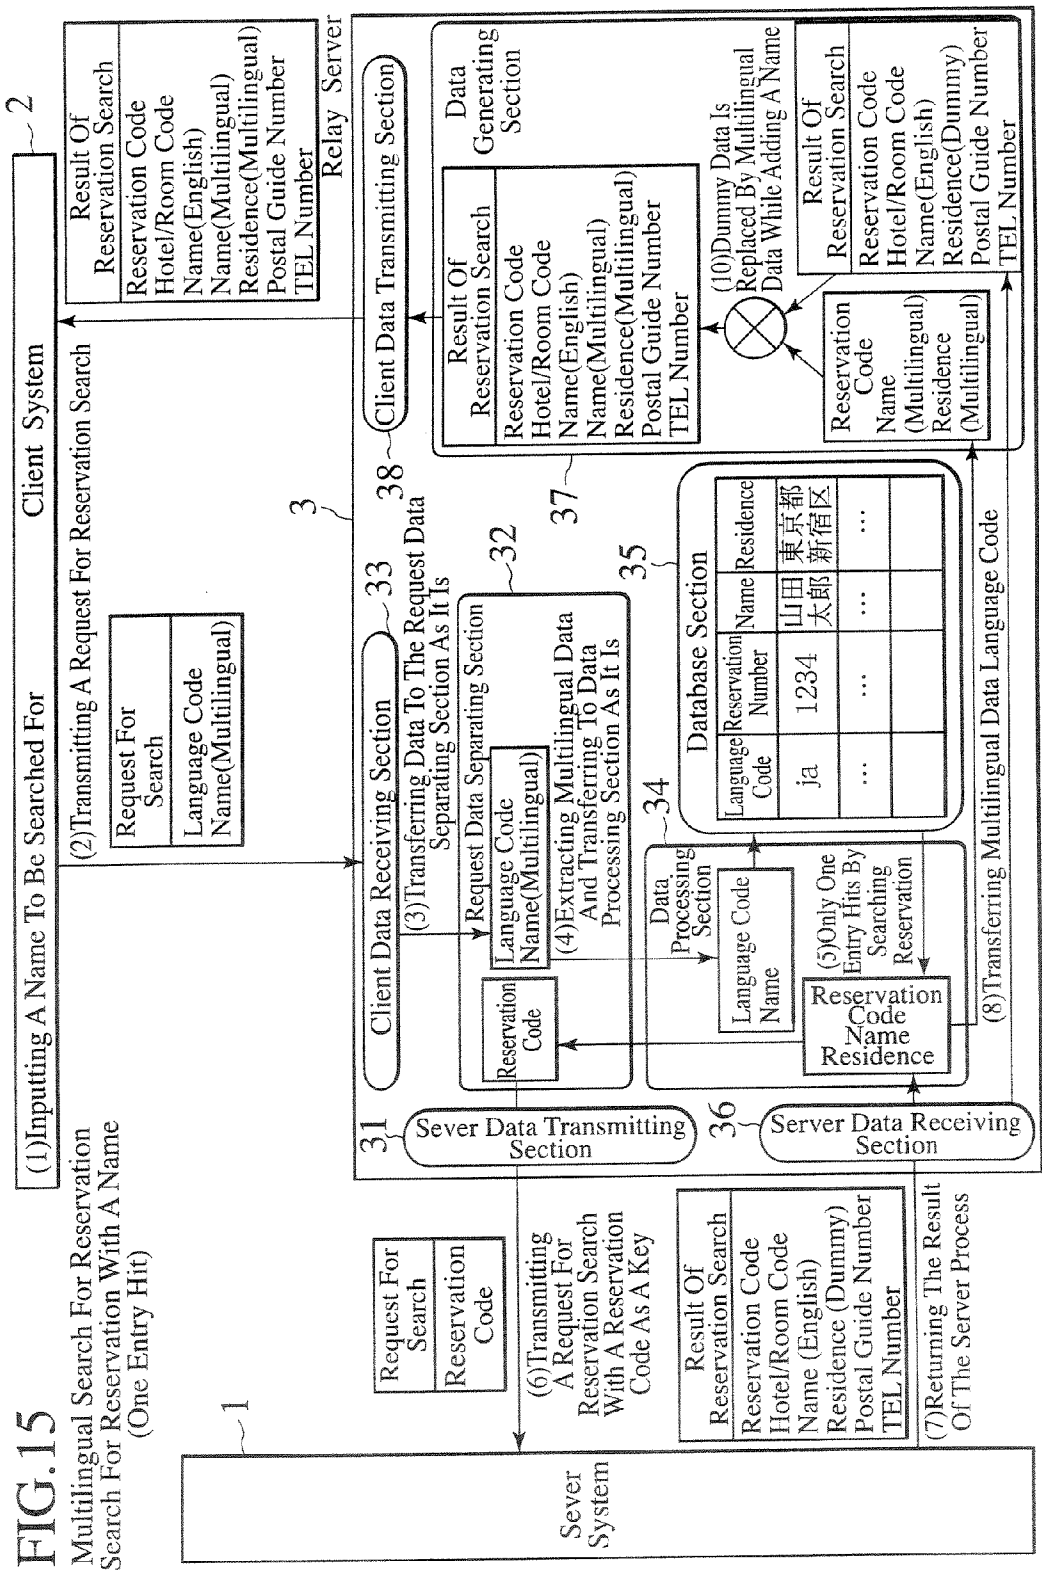 FIG.15
Multilingual Search For Reservation
Search For Reservation With A Name
(One Entry Hit)
(1)Inputting A Name To Be Searched For
Client System
2
(2)Transmitting A Request For Reservation Search
Request For
Search
Language Code
Name(Multilingual)
Result Of
Reservation Search
Reservation Code
Hotel/Room Code
Name(English)
Name(Multilingual)
Residence(Multilingual)
Postal Guide Number
TEL Number
Relay Server
3
1
Sever
System
Request For
Search
Reservation
Code
(6)Transmitting
A Request For
Reservation Search
With A Reservation
Code As A Key
Result Of
Reservation Search
Reservation Code
Hotel/Room Code
Name (English)
Residence (Dummy)
Postal Guide Number
TEL Number
(7)Returning The Result
Of The Server Process
31
Sever Data Transmitting
Section
36
Server Data Receiving
Section
Client Data Receiving Section
33
(3)Transferring Data To The Request Data
Separating Section As It Is
Request Data Separating Section
32
Reservation
Code
Language Code
Name(Multilingual)
(4)Extracting Multilingual Data
And Transferring To Data
Processing Section As It Is
Data
Processing
Section
34
Language Code
Name
(5)Only One
Entry Hits By
Searching
Reservation
Reservation
Code
Name
Residence
(8)Transferring Multilingual Data Language Code
Database Section
35
Language
Code
Reservation
Number
Name
Residence
ja
1234
山田
太郎
東京都
新宿区
...
...
...
...
Client Data Transmitting Section
38
37
Data
Generating
Section
Result Of
Reservation Search
Reservation Code
Hotel/Room Code
Name(English)
Name(Multilingual)
Residence(Multilingual)
Postal Guide Number
TEL Number
(10)Dummy Data Is
Replaced By Multilingual
Data While Adding A Name
Reservation
Code
Name
(Multilingual)
Residence
(Multilingual)
Result Of
Reservation Search
Reservation Code
Hotel/Room Code
Name(English)
Residence(Dummy)
Postal Guide Number
TEL Number